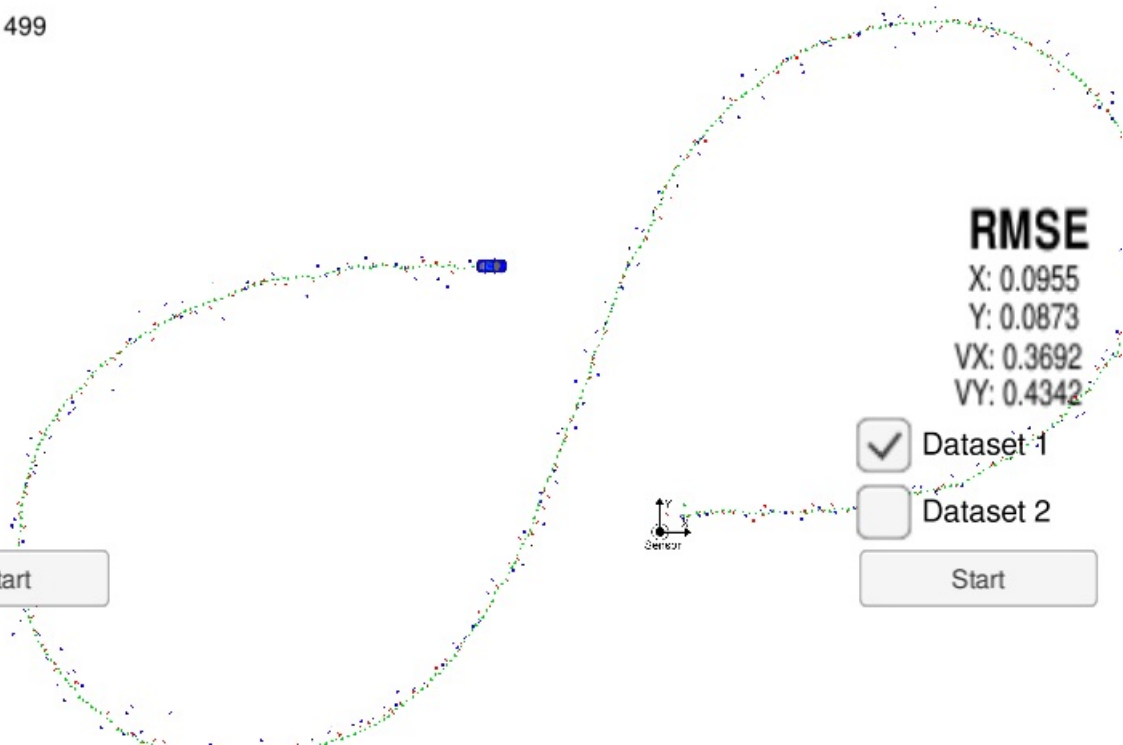 499
RMSE
X: 0.0955
Y: 0.0873
VX: 0.3692
VY: 0.4342
Dataset 1
Dataset 2
Y
Sensor
tart
Start